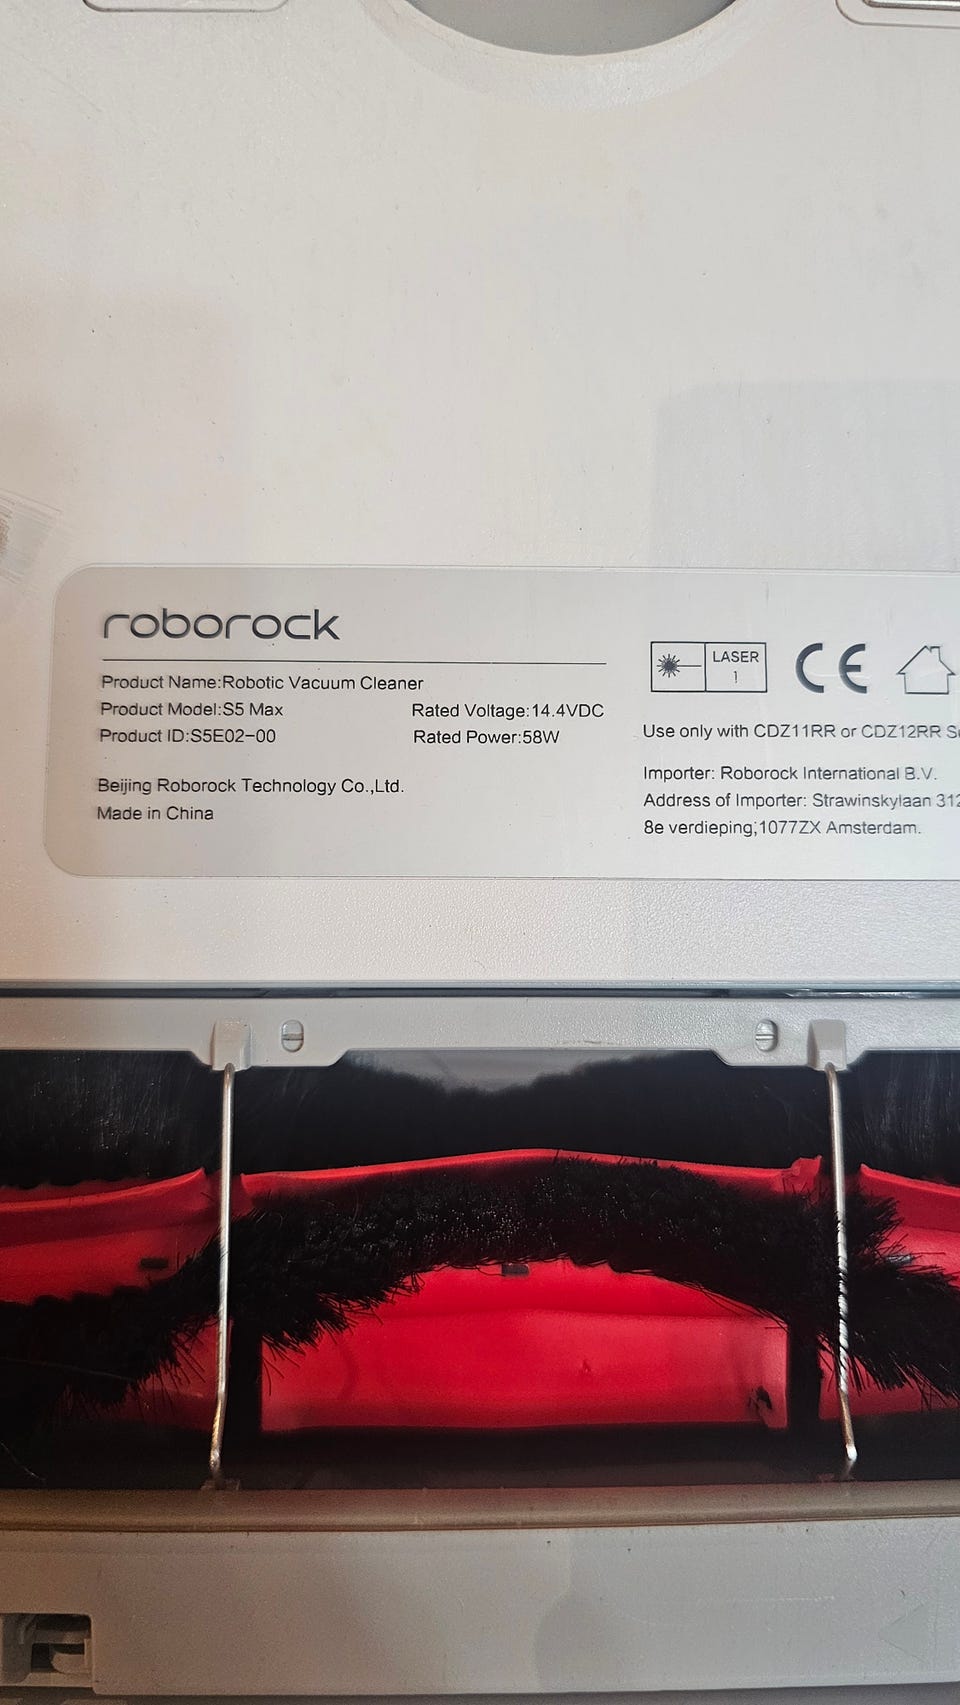 roborock
Product Name:Robotic Vacuum Cleaner
Product Model:S5 Max
Rated Voltage:14.4VDC
Product ID:S5E02-00
Rated Power:58W
Beijing Roborock Technology Co.,Ltd.
Made in China
LASER
1
CE
Use only with CDZ11RR or CDZ12RR
Importer: Roborock International B.V.
Address of Importer: Strawinskylaan 312
8e verdieping,1077ZX Amsterdam.